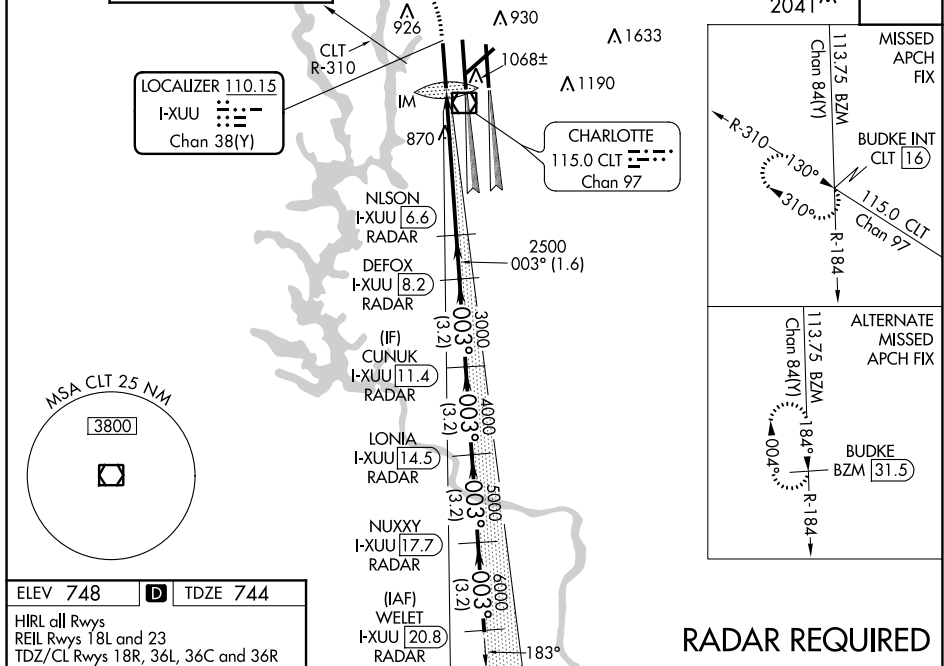 2041
926
930
1633
1068±
1190
CLT
R-310
LOCALIZER 110.15
I-XUU
Chan 38(Y)
IM
870
CHARLOTTE
115.0 CLT
Chan 97
NLSON
I-XUU 6.6
RADAR
2500
003° (1.6)
DEFOX
I-XUU 8.2
RADAR
3000
003°
(3.2)
(IF)
CUNUK
I-XUU 11.4
RADAR
4000
003°
(3.2)
LONIA
I-XUU 14.5
RADAR
5000
003°
(3.2)
NUXXY
I-XUU 17.7
RADAR
6000
003°
(3.2)
(IAF)
WELET
I-XUU 20.8
RADAR
183°
MSA CLT 25 NM
3800
ELEV 748 D TDZE 744
HIRL all Rwys
REIL Rwys 18L and 23
TDZ/CL Rwys 18R, 36L, 36C and 36R
MISSED
APCH
FIX
113.75 BZM
Chan 84(Y)
BUDKE INT
CLT 16
R-310
130°
310°
115.0 CLT
Chan 97
R-184
ALTERNATE
MISSED
APCH FIX
113.75 BZM
Chan 84(Y)
184°
004°
BUDKE
BZM 31.5
R-184
RADAR REQUIRED